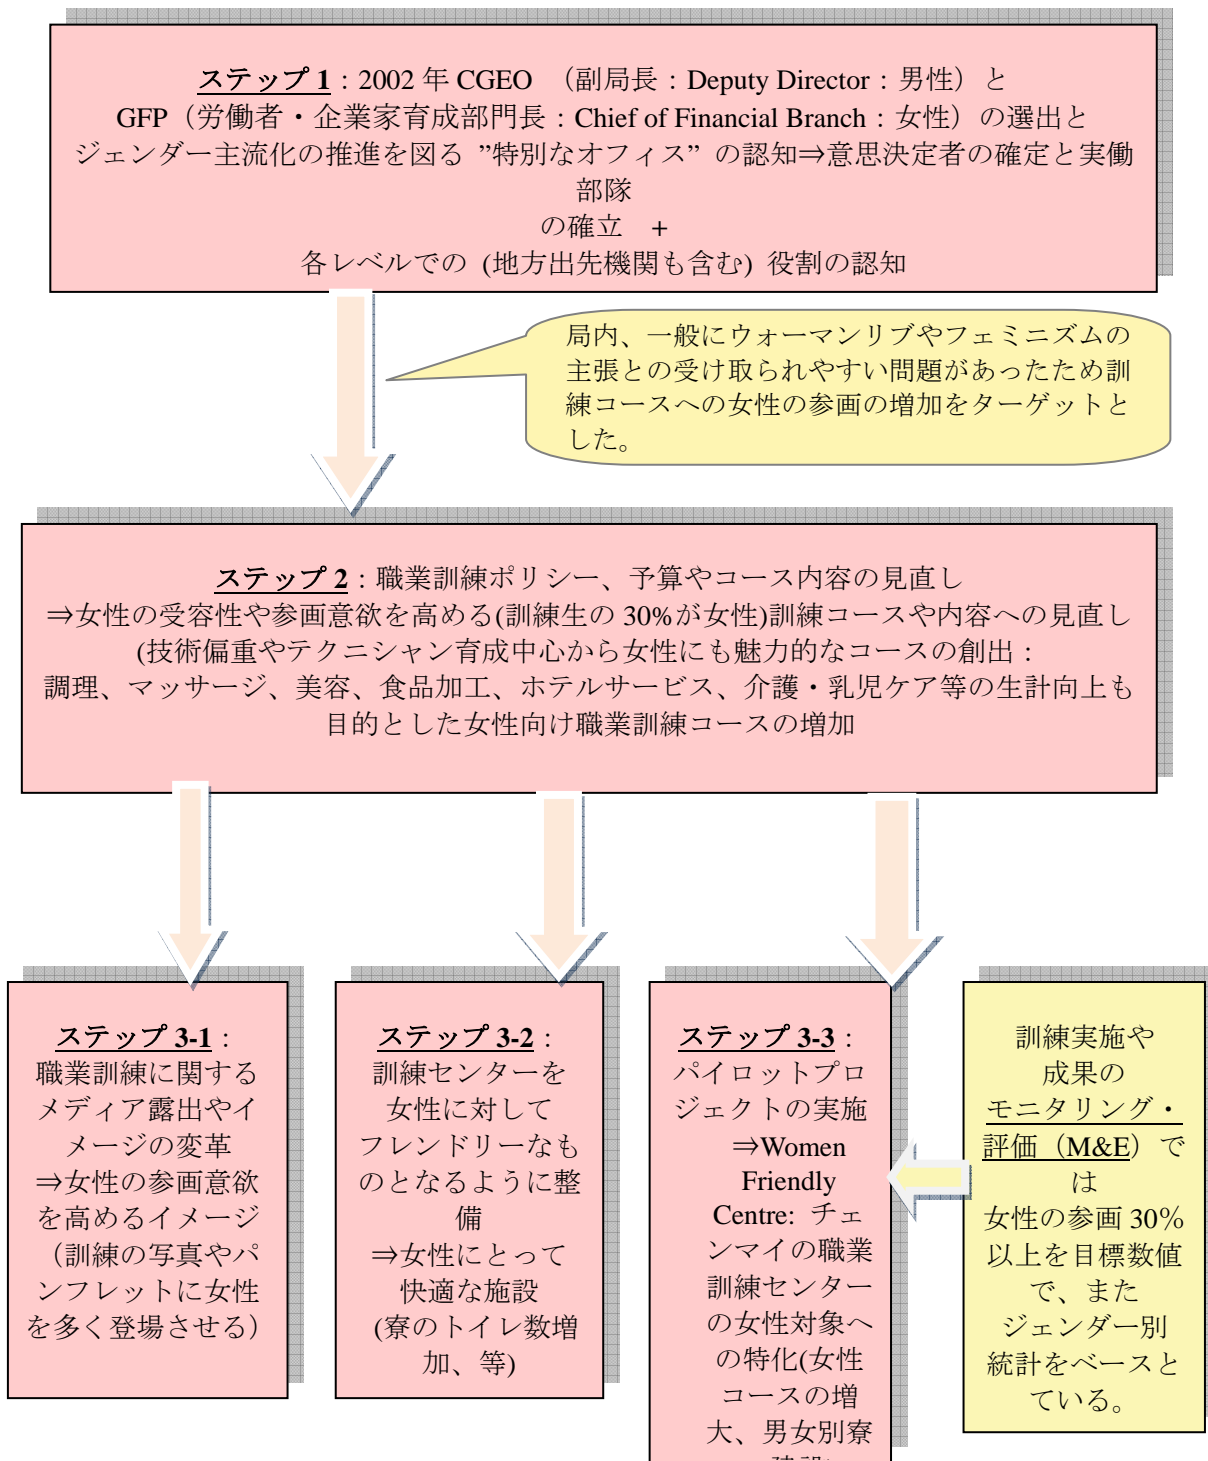 ステップ 1：2002 年 CGEO （副局長：Deputy Director：男性）と
GFP（労働者・企業家育成部門長：Chief of Financial Branch：女性）の選出と
ジェンダー主流化の推進を図る ”特別なオフィス” の認知⇒意思決定者の確定と実働
部隊
の確立　+
各レベルでの (地方出先機関も含む) 役割の認知
局内、一般にウォーマンリブやフェミニズムの
主張との受け取られやすい問題があったため訓
練コースへの女性の参画の増加をターゲットと
した。
ステップ 2：職業訓練ポリシー、予算やコース内容の見直し
⇒女性の受容性や参画意欲を高める(訓練生の 30%が女性)訓練コースや内容への見直し
(技術偏重やテクニシャン育成中心から女性にも魅力的なコースの創出：
調理、マッサージ、美容、食品加工、ホテルサービス、介護・乳児ケア等の生計向上も
目的とした女性向け職業訓練コースの増加
ステップ 3-1：
職業訓練に関する
メディア露出やイ
メージの変革
⇒女性の参画意欲
を高めるイメージ
（訓練の写真やパ
ンフレットに女性
を多く登場させる）
ステップ 3-2：
訓練センターを
女性に対して
フレンドリーなも
のとなるように整
備
⇒女性にとって
快適な施設
(寮のトイレ数増
加、等)
ステップ 3-3：
パイロットプロ
ジェクトの実施
⇒Women
Friendly
Centre: チェ
ンマイの職業
訓練センター
の女性対象へ
の特化(女性
コースの増
大、男女別寮
訓練実施や
成果の
モニタリング・
評価（M&E）で
は
女性の参画 30％
以上を目標数値
で、また
ジェンダー別
統計をベースと
ている。